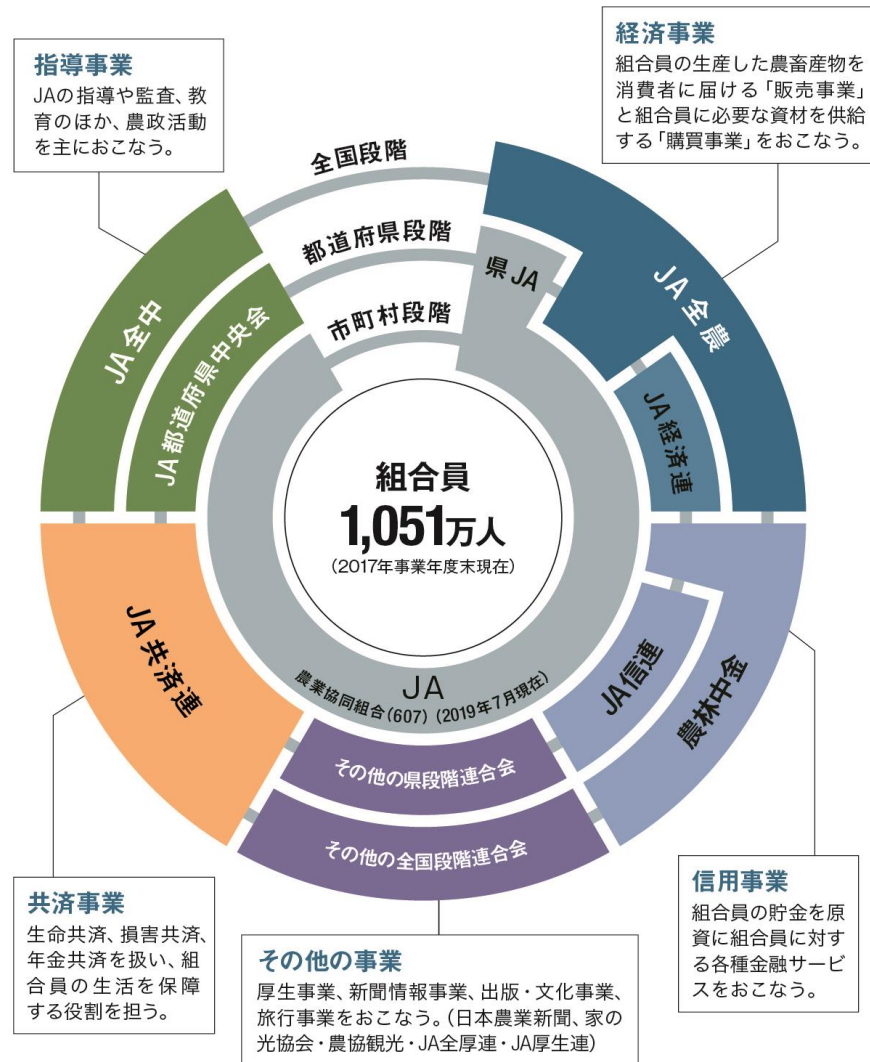 指導事業
JAの指導や監査、教
育のほか、農政活動
を主におこなう。
経済事業
組合員の生産した農畜産物を
消費者に届ける「販売事業」
と組合員に必要な資材を供給
する「購買事業」をおこなう。
全国段階
都道府県段階
市町村段階
JA全中
JA都道府県中央会
県JA
JA全農
JA経済連
組合員
1,051万人
(2017年事業年度末現在)
JA
農業協同組合(607) (2019年7月現在)
JA共済連
JA信連
農林中金
その他の県段階連合会
その他の全国段階連合会
共済事業
生命共済、損害共済、
年金共済を扱い、組
合員の生活を保障
する役割を担う。
その他の事業
厚生事業、新聞情報事業、出版・文化事業、
旅行事業をおこなう。(日本農業新聞、家の
光協会・農協観光・JA全厚連・JA厚生連)
信用事業
組合員の貯金を原
資に組合員に対す
る各種金融サービ
スをおこなう。